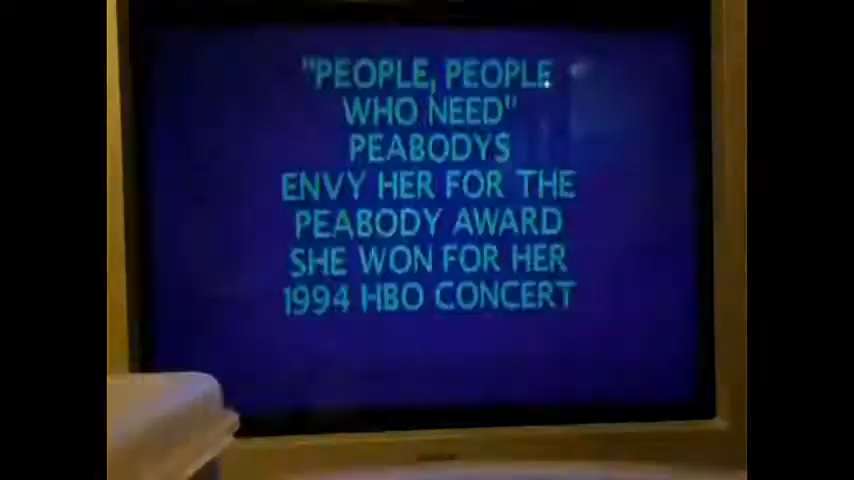 "PEOPLE, PEOPLE
WHO NEED"
PEABODYS
ENVY HER FOR THE
PEABODY AWARD
SHE WON FOR HER
1994 HBO CONCERT